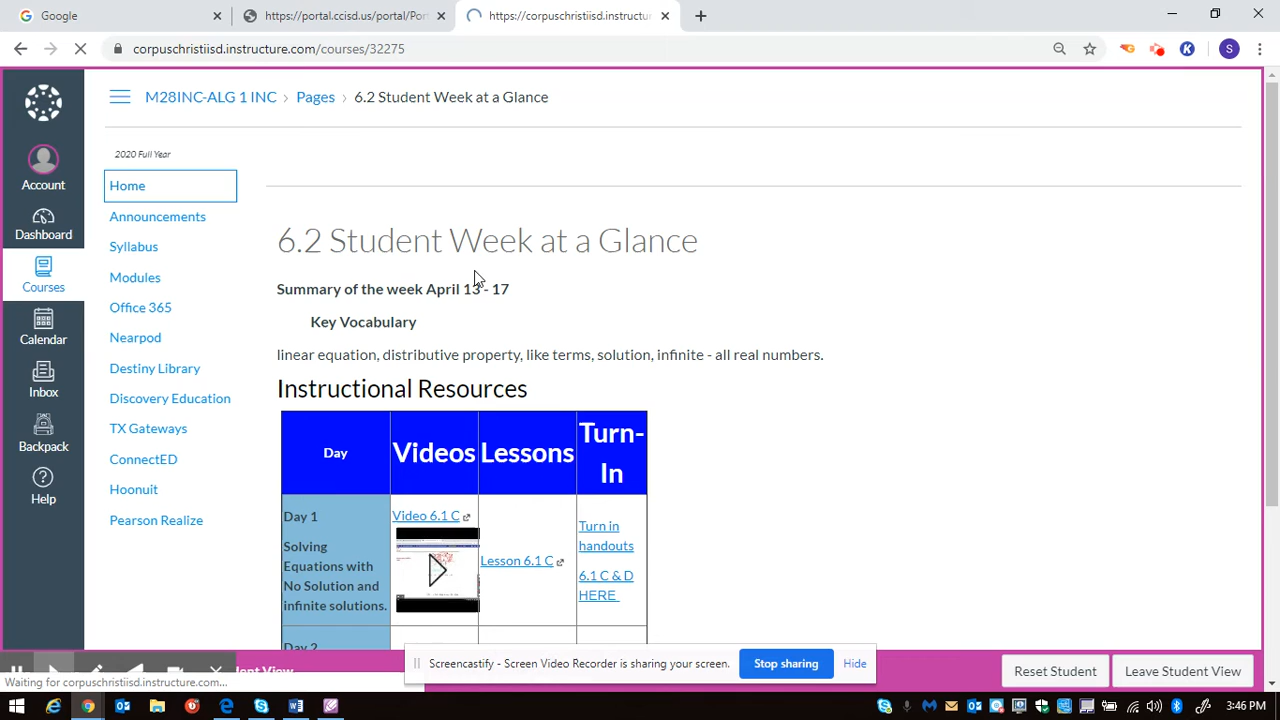 Google
https://portal.ccisd.us/portal/Port
https://corpuschristiisd.instructur
corpuschristiisd.instructure.com/courses/32275
K
S
M28INC-ALG 1 INC › Pages › 6.2 Student Week at a Glance
2020 Full Year
Account
Dashboard
Courses
Calendar
Inbox
Backpack
Help
Home
Announcements
Syllabus
Modules
Office 365
Nearpod
Destiny Library
Discovery Education
TX Gateways
ConnectED
Hoonuit
Pearson Realize
6.2 Student Week at a Glance
Summary of the week April 13 - 17
Key Vocabulary
linear equation, distributive property, like terms, solution, infinite - all real numbers.
Instructional Resources
Day
Videos
Lessons
Turn-
In
Day 1
Solving
Equations with
No Solution and
infinite solutions.
Video 6.1 C
Lesson 6.1 C
Turn in
handouts
6.1 C & D
HERE
Day 2
Screencastify - Screen Video Recorder is sharing your screen.
Stop sharing
Hide
dent View
Reset Student
Leave Student View
Waiting for corpuschristiisd.instructure.com...
3:46 PM